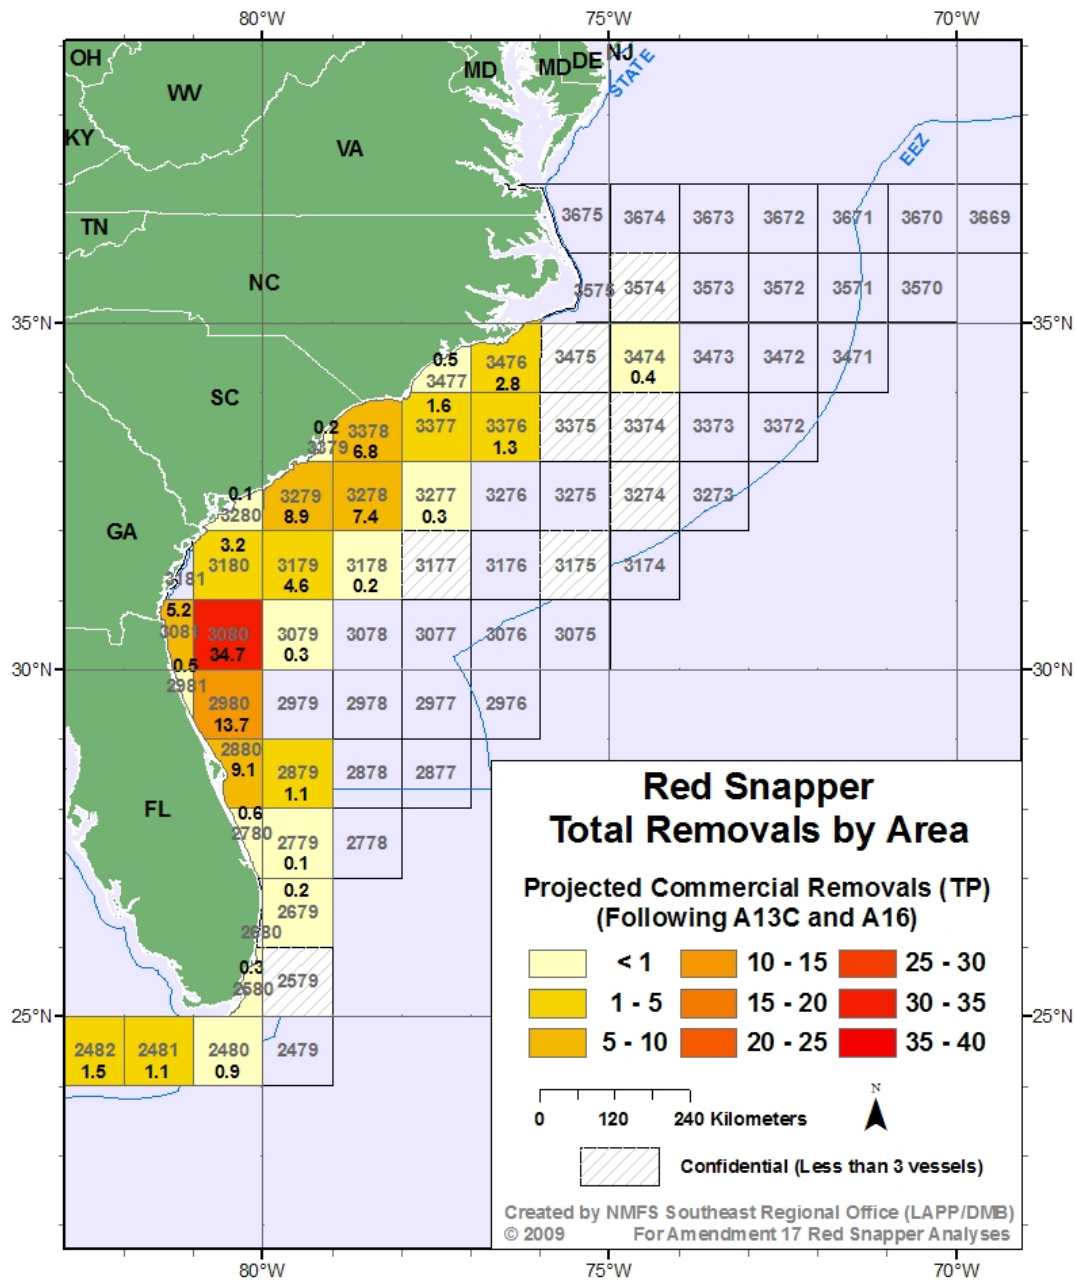 80°W 75°W 70°W
OH
WV
MD
MD
DE
NJ
STATE
KY
VA
EEZ
TN
3675 3674 3673 3672 3671 3670 3669
NC
3575 3574 3573 3572 3571 3570
35°N 35°N
0.5
3477
3476
2.8
3475
3474
0.4
3473 3472 3471
SC
1.6
3377
3376
1.3
3375 3374 3373 3372
0.2
3379
3378
6.8
0.1
3280
3279
8.9
3278
7.4
3277
0.3
3276 3275 3274 3273
GA
3.2
3180
3181
3179
4.6
3178
0.2
3177 3176 3175 3174
5.2
3081
3080
34.7
3079
0.3
3078 3077 3076 3075
30°N 30°N
0.5
2981
2980
13.7
2979 2978 2977 2976
2880
9.1
2879
1.1
2878 2877
FL
0.6
2780
2779
0.1
2778
0.2
2679
2680
0.3
2580
2579
25°N 25°N
2482
1.5
2481
1.1
2480
0.9
2479
Red Snapper
Total Removals by Area
Projected Commercial Removals (TP)
(Following A13C and A16)
< 1 10 - 15 25 - 30
1 - 5 15 - 20 30 - 35
5 - 10 20 - 25 35 - 40
N
0 120 240 Kilometers
Confidential (Less than 3 vessels)
Created by NMFS Southeast Regional Office (LAPP/DMB)
© 2009 For Amendment 17 Red Snapper Analyses
80°W 75°W 70°W